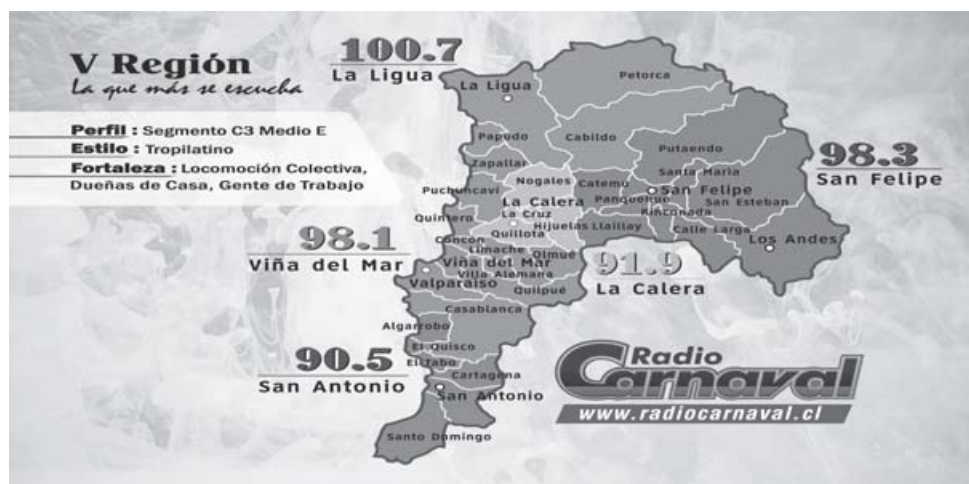 V Región
La que más se escucha
Perfil : Segmento C3 Medio E
Estilo : Tropilatino
Fortaleza : Locomoción Colectiva,
Dueñas de Casa, Gente de Trabajo
100.7
La Ligua
98.3
San Felipe
98.1
Viña del Mar
91.9
La Calera
90.5
San Antonio
Petorca
La Ligua
Papudo
Cabildo
Putaendo
Zapallar
Santa María
Nogales
Catemu
San Felipe
Puchuncaví
La Calera
Panquehue
San Esteban
Quintero
La Cruz
Rinconada
Quillota
Hijuelas
Llaillay
Calle Larga
Los Andes
Concón
Limache
Olmué
Viña del Mar
Villa Alemana
Valparaíso
Quilpué
Casablanca
Algarrobo
El Quisco
El Tabo
Cartagena
San Antonio
Santo Domingo
Radio
Carnaval
www.radiocarnaval.cl